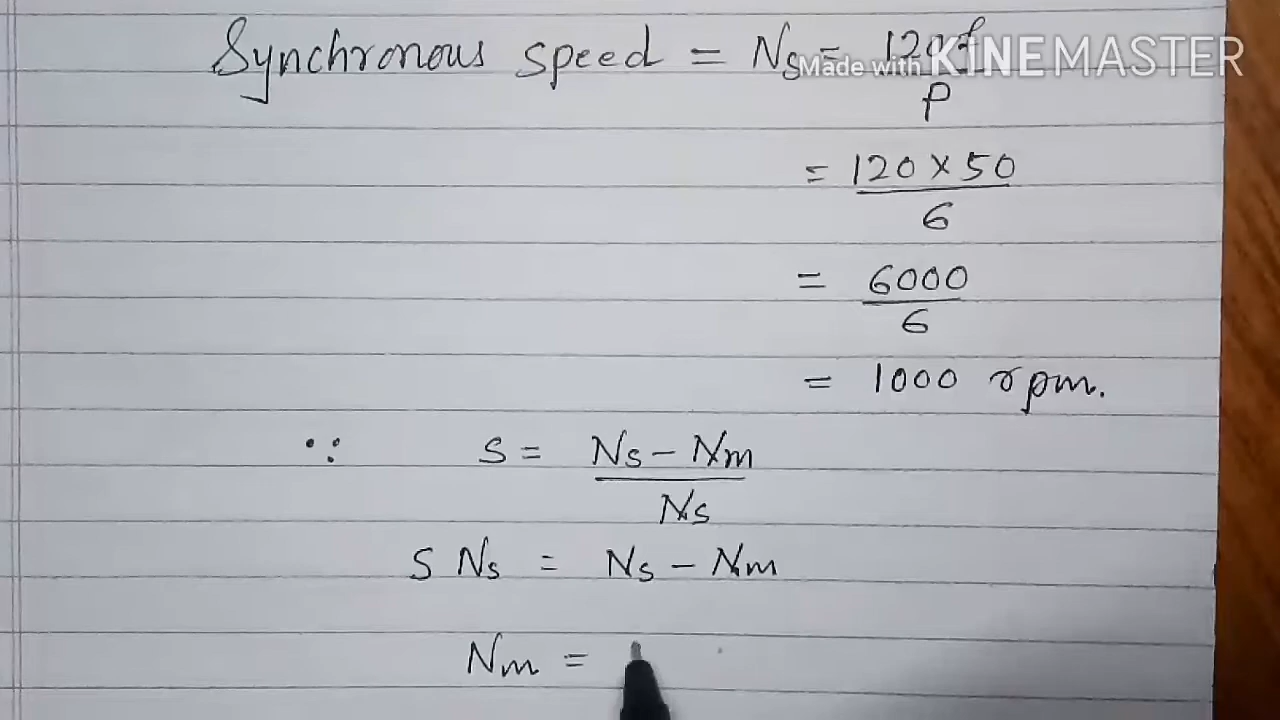 Synchronous speed = Ns = 120f
Made with KINEMASTER
P
= 120 × 50
6
= 6000
6
= 1000 rpm.
∵ S = Ns - Nm
Ns
S Ns = Ns - Nm
Nm =